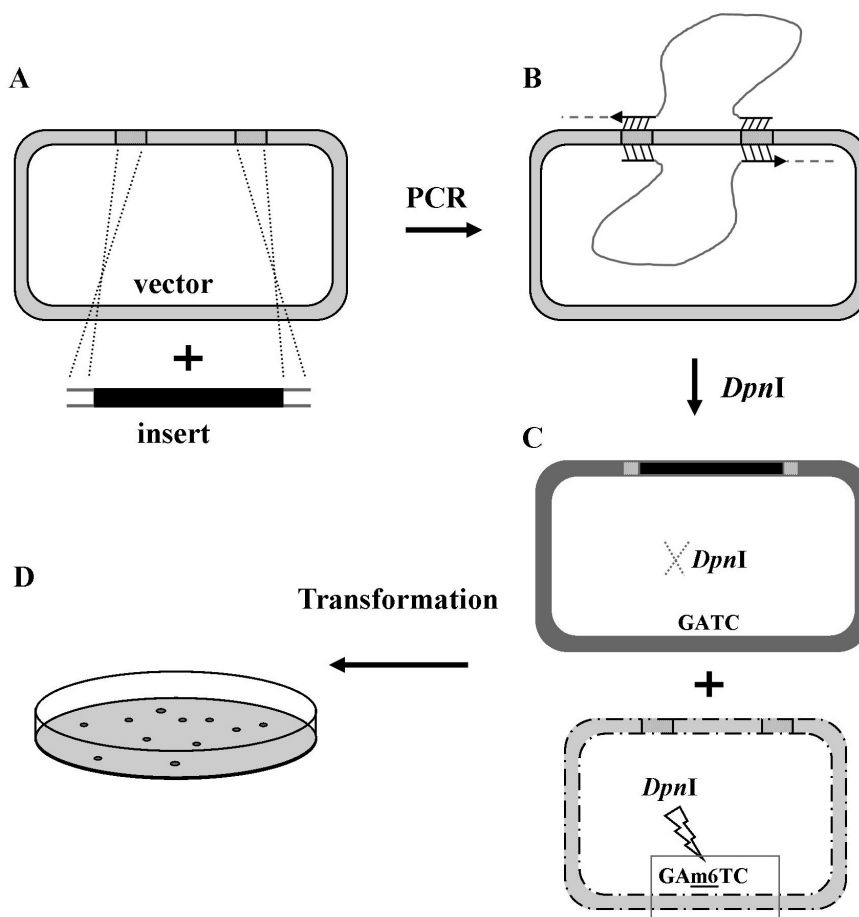 A
vector
+
insert
PCR
B
DpnI
C
DpnI
GATC
+
DpnI
GAm6TC
Transformation
D